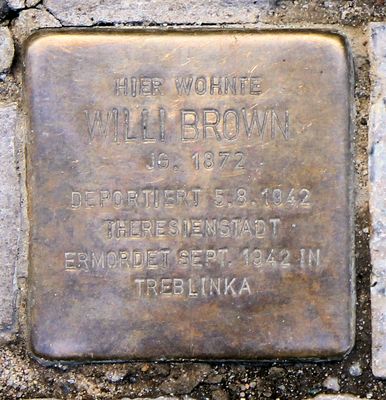 HIER WOHNTE
WILLI BROWN
JG. 1872
DEPORTIERT 5.8.1942
THERESIENSTADT
ERMORDET SEPT. 1942 IN
TREBLINKA